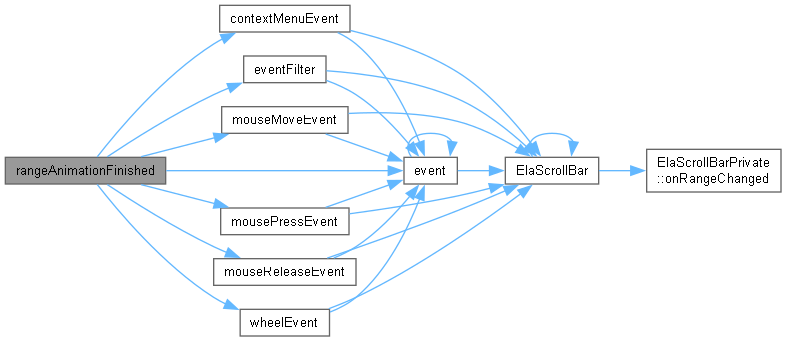 contextMenuEvent
eventFilter
mouseMoveEvent
rangeAnimationFinished
event
ElaScrollBar
ElaScrollBarPrivate
::onRangeChanged
mousePressEvent
mouseReleaseEvent
wheelEvent